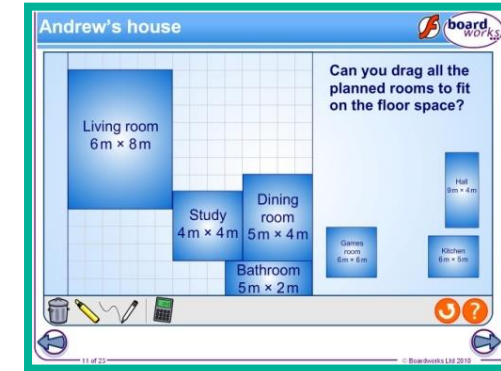 Andrew's house
board
works
Can you drag all the
planned rooms to fit
on the floor space?
Living room
6m × 8m
Study
4m × 4m
Dining
room
5m × 4m
Bathroom
5m × 2m
Hall
9m × 4m
Games
room
6m × 6m
Kitchen
6m × 5m
?
11 of 25
© Boardworks Ltd 2010